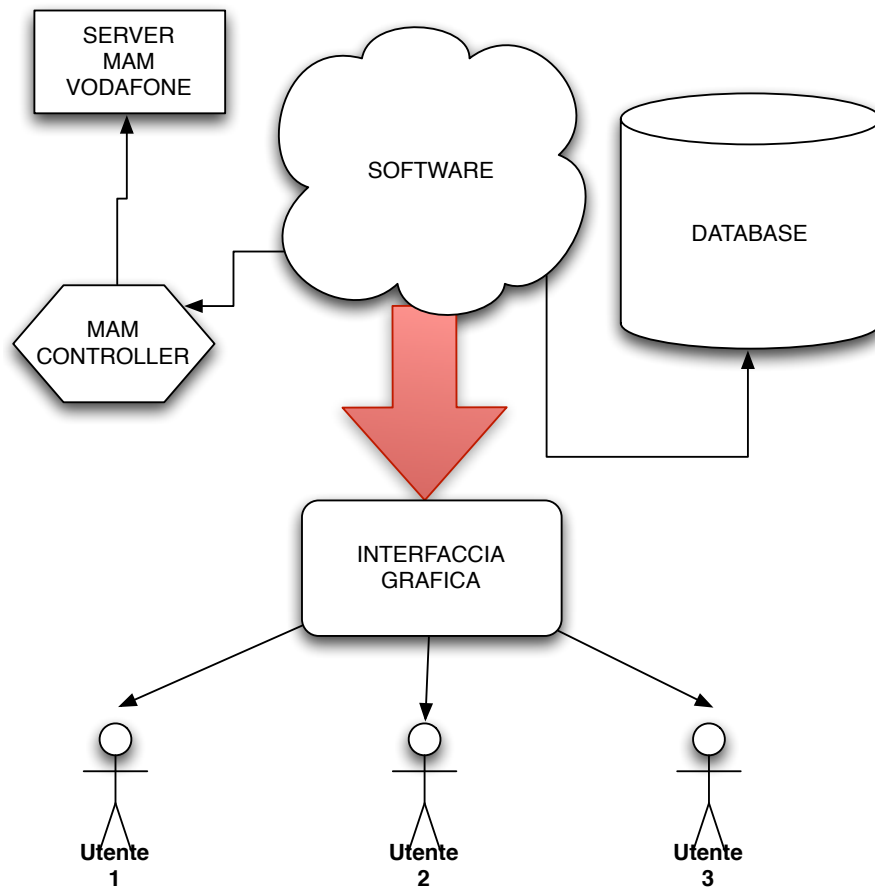 SERVER
MAM
VODAFONE
SOFTWARE
DATABASE
MAM
CONTROLLER
INTERFACCIA
GRAFICA
Utente
1
Utente
2
Utente
3